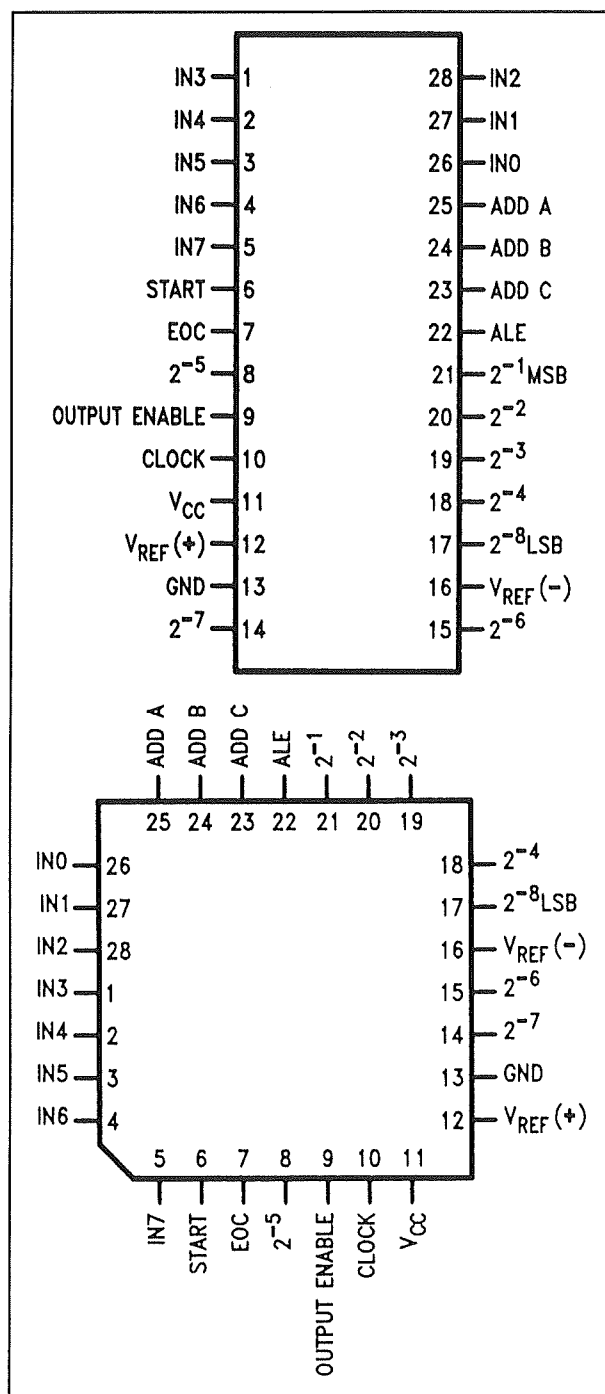 IN3 1 28 IN2
IN4 2 27 IN1
IN5 3 26 IN0
IN6 4 25 ADD A
IN7 5 24 ADD B
START 6 23 ADD C
EOC 7 22 ALE
2⁻⁵ 8 21 2⁻¹MSB
OUTPUT ENABLE 9 20 2⁻²
CLOCK 10 19 2⁻³
V_CC 11 18 2⁻⁴
V_REF(+) 12 17 2⁻⁸LSB
GND 13 16 V_REF(-)
2⁻⁷ 14 15 2⁻⁶
ADD A ADD B ADD C ALE 2⁻¹ 2⁻² 2⁻³
25 24 23 22 21 20 19
IN0 26 18 2⁻⁴
IN1 27 17 2⁻⁸LSB
IN2 28 16 V_REF(-)
IN3 1 15 2⁻⁶
IN4 2 14 2⁻⁷
IN5 3 13 GND
IN6 4 12 V_REF(+)
5 6 7 8 9 10 11
IN7 START EOC 2⁻⁵ OUTPUT ENABLE CLOCK V_CC